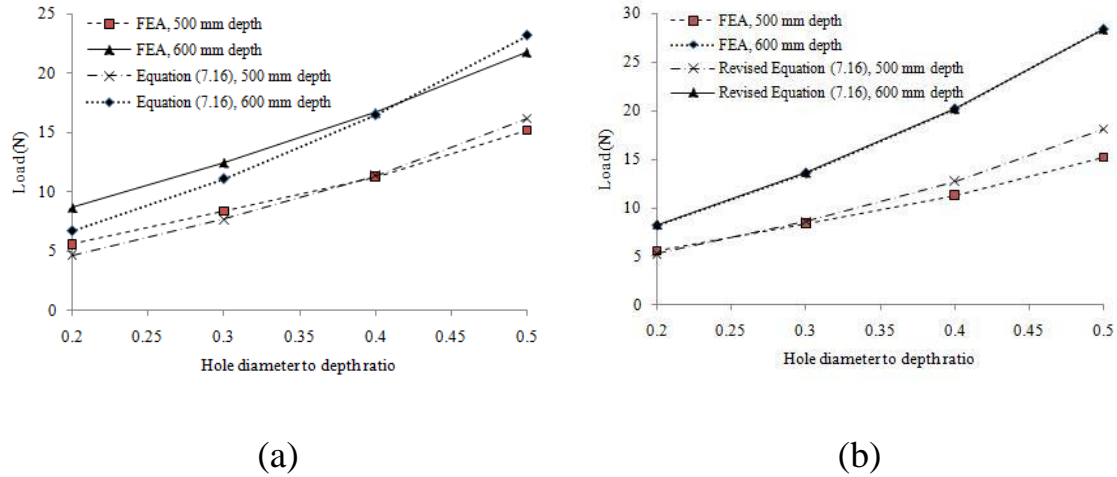 FEA, 500 mm depth
FEA, 600 mm depth
Equation (7.16), 500 mm depth
Equation (7.16), 600 mm depth
25
20
15
10
5
0
Load(N)
0.2 0.25 0.3 0.35 0.4 0.45 0.5
Hole diameter to depth ratio
(a)
FEA, 500 mm depth
FEA, 600 mm depth
Revised Equation (7.16), 500 mm depth
Revised Equation (7.16), 600 mm depth
30
25
20
15
10
5
0
Load(N)
0.2 0.25 0.3 0.35 0.4 0.45 0.5
Hole diameter to depth ratio
(b)